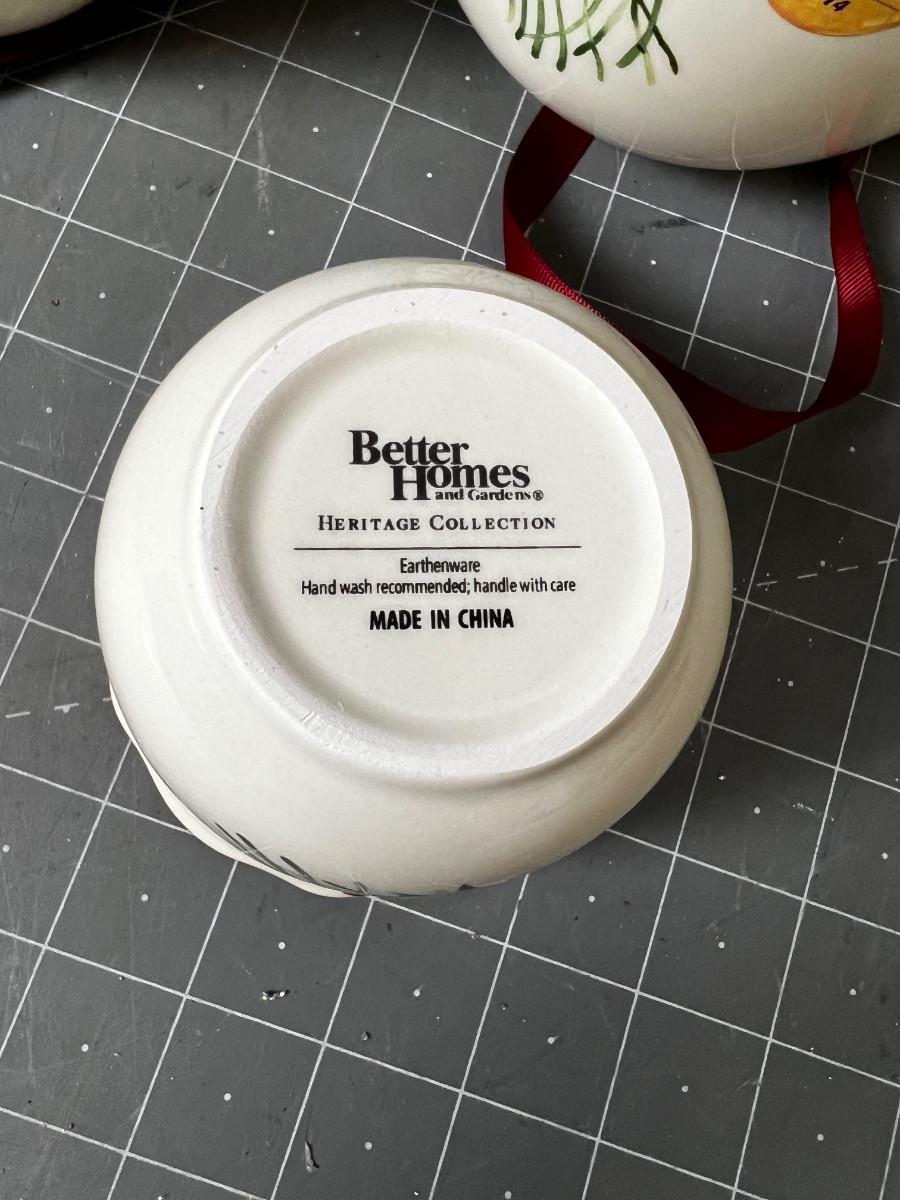 Better
Homes
and Gardens®
HERITAGE COLLECTION
Earthenware
Hand wash recommended; handle with care
MADE IN CHINA